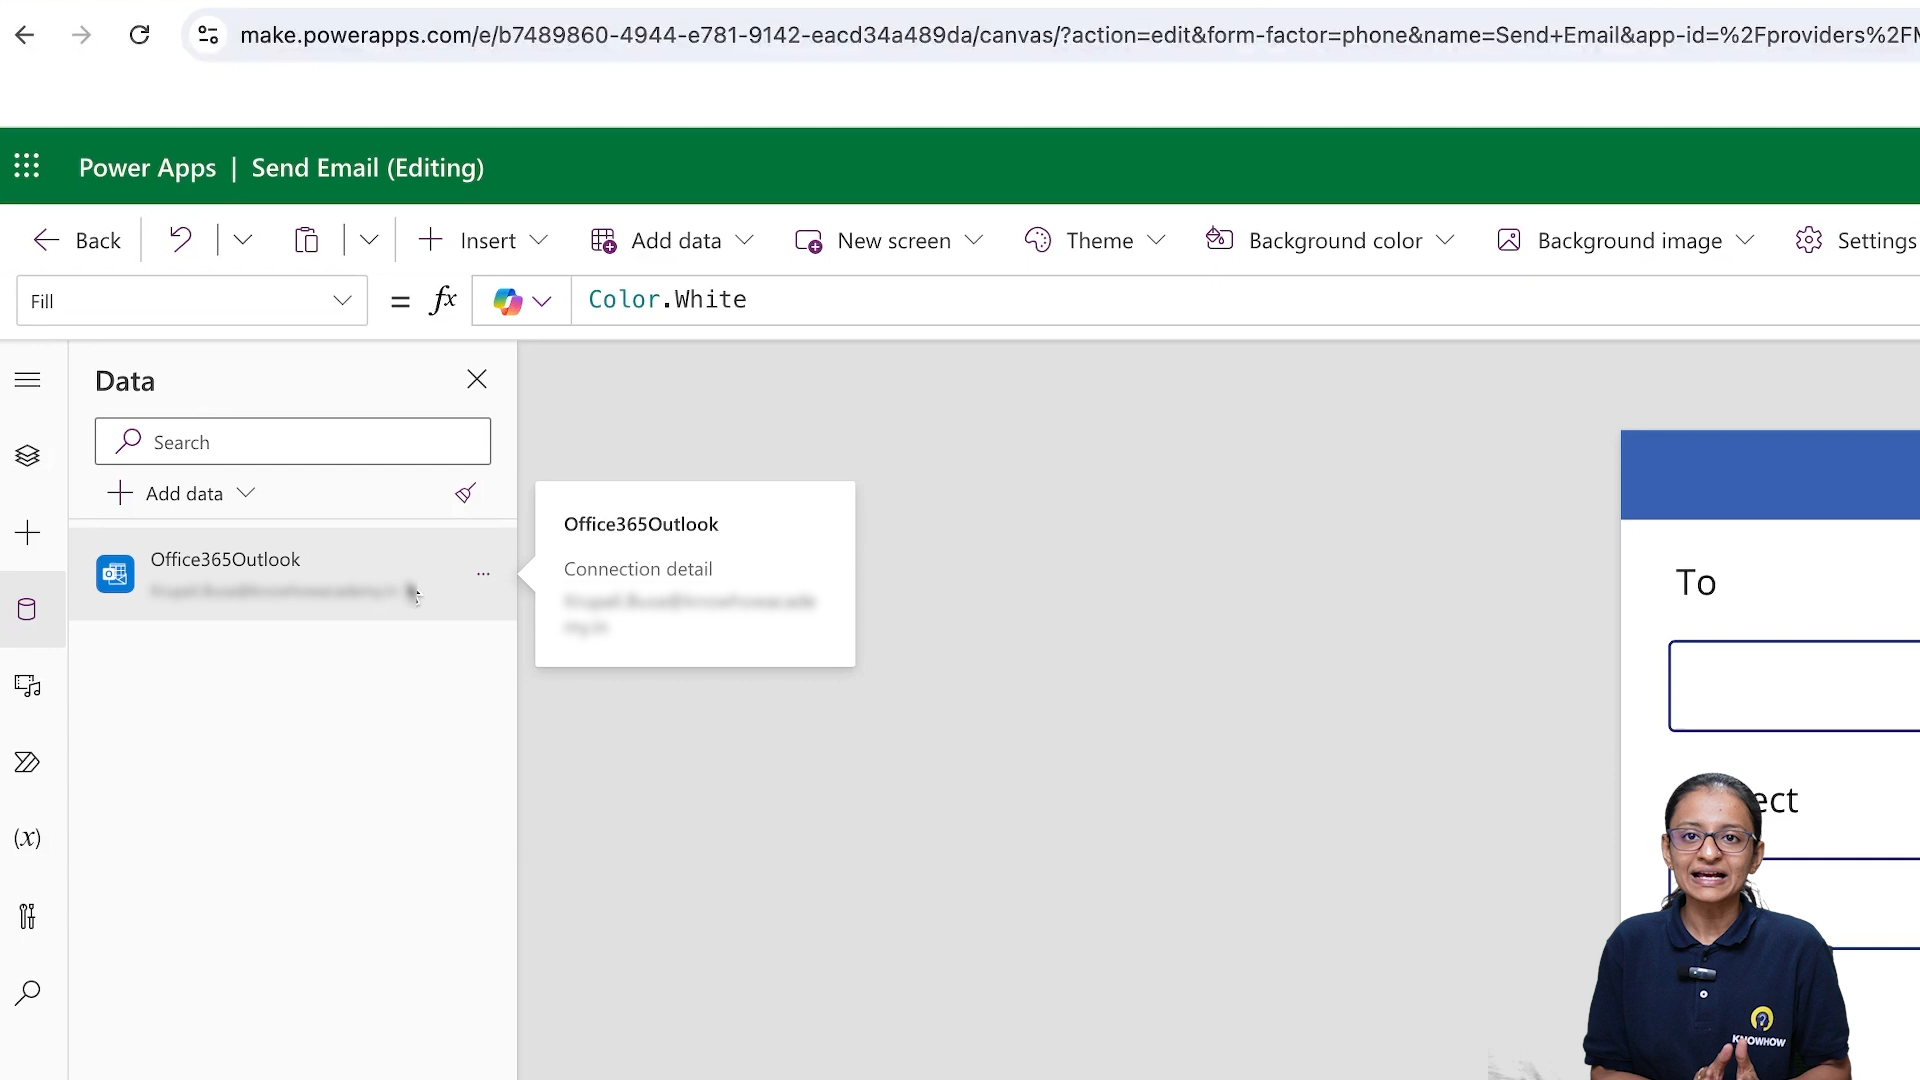 make.powerapps.com/e/b7489860-4944-e781-9142-eacd34a489da/canvas/?action=edit&form-factor=phone&name=Send+Email&app-id=%2Fproviders%2F
Power Apps | Send Email (Editing)
Back Insert Add data New screen Theme Background color Background image Settings
Fill = fx Color.White
Data
Search
Add data
Office365Outlook
Office365Outlook
Connection detail
To
ect
(x)
KNOWHOW